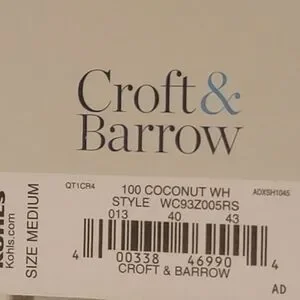 Croft&
Barrow
KOHL'S
Kohls.com
SIZE MEDIUM
QT1CR4
100 COCONUT WH
ADXSH1045
STYLE WC93Z005RS
013 40 43
4 00338 46990 4
CROFT & BARROW
AD